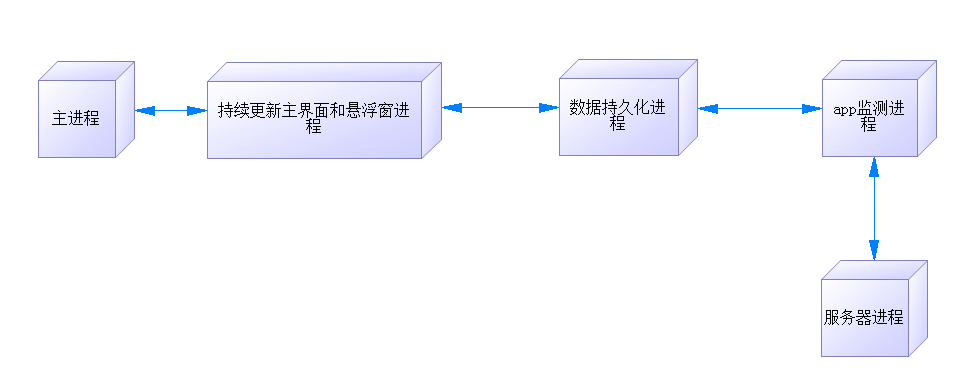 主进程
持续更新主界面和悬浮窗进
程
数据持久化进
程
app监测进
程
服务器进程